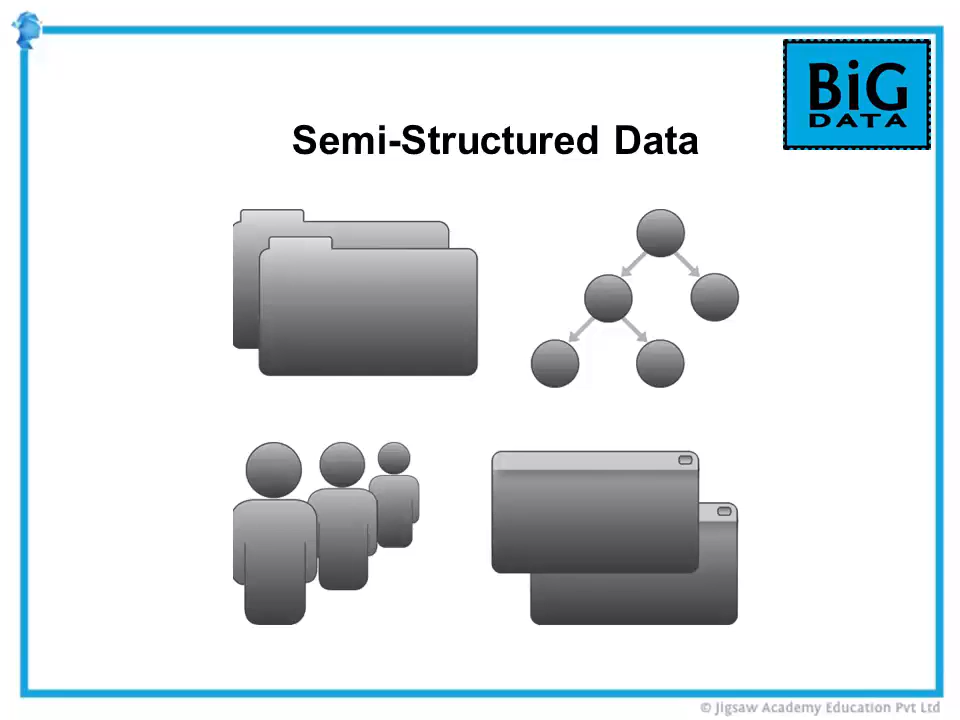 BiG
DATA
Semi-Structured Data
© Jigsaw Academy Education Pvt Ltd